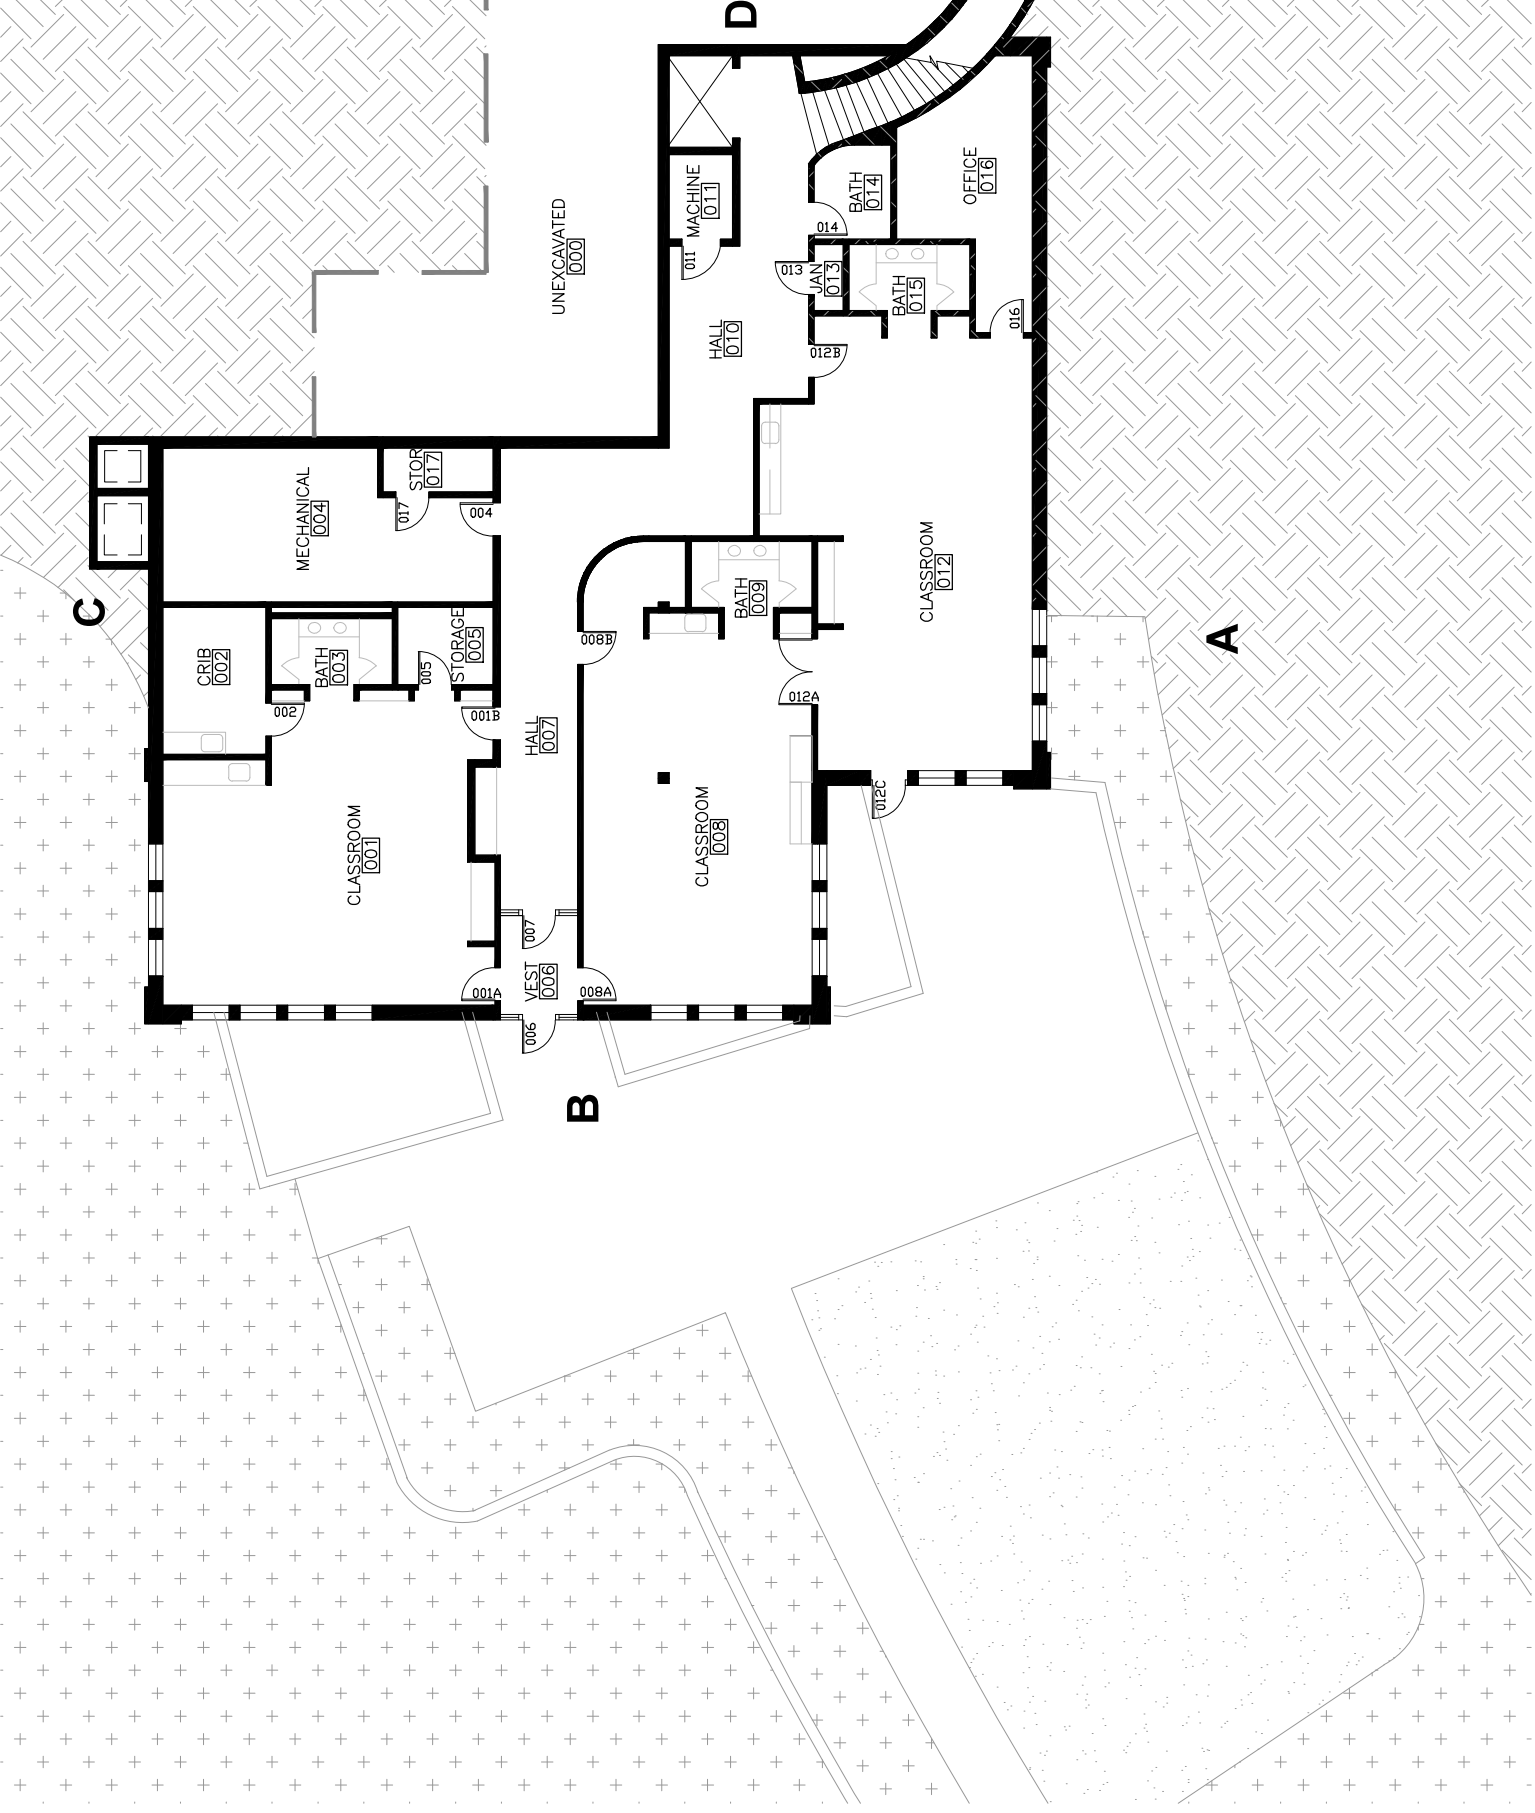 D
UNEXCAVATED
000
MACHINE
011
011
BATH
014
014
OFFICE
016
016
JAN
013
013
BATH
015
HALL
010
012B
MECHANICAL
004
004
STOR
017
017
C
CRIB
002
002
BATH
003
STORAGE
005
005
001B
HALL
007
007
008B
BATH
009
012A
CLASSROOM
012
A
CLASSROOM
001
001A
CLASSROOM
008
008A
012C
VEST
006
006
B